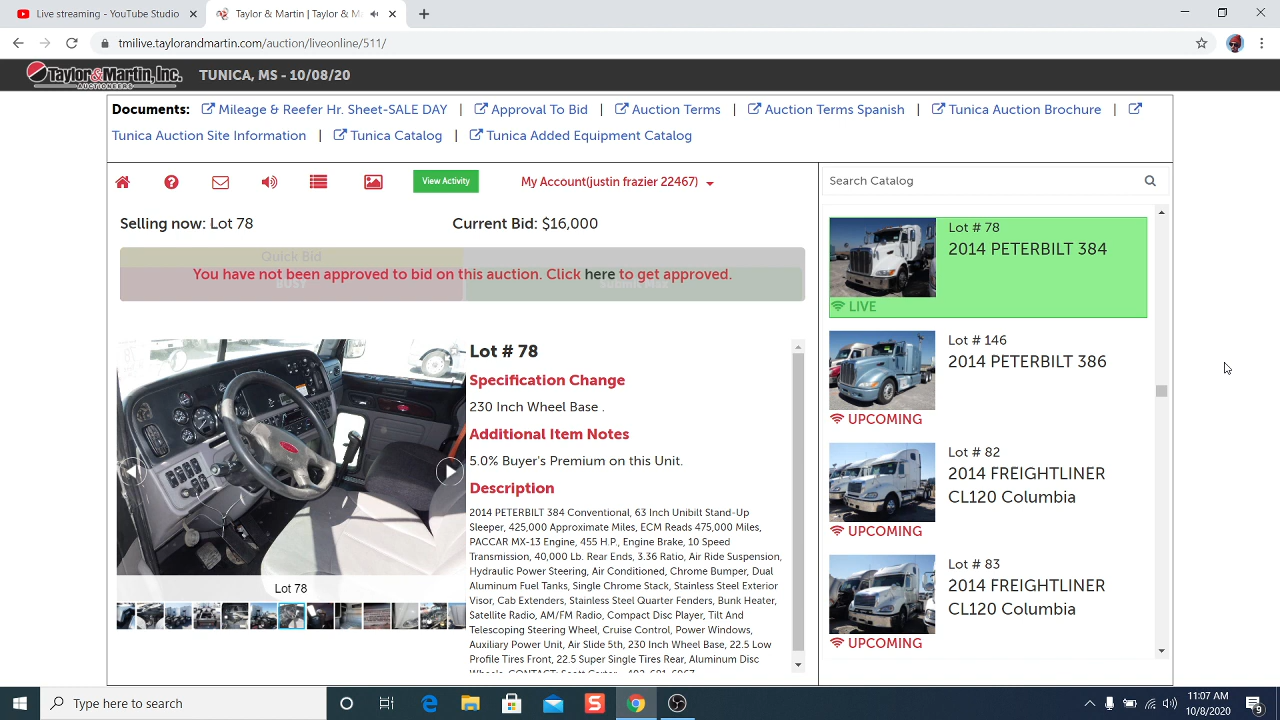 Live streaming - YouTube
Taylor & Martin | Taylor & M
tmlive.taylorandmartin.com/auction/liveonline/511/
Taylor & Martin, Inc.
AUCTIONEERS
TUNICA, MS - 10/08/20
Documents: Mileage & Reefer Hr. Sheet-SALE DAY | Approval To Bid | Auction Terms | Auction Terms Spanish | Tunica Auction Brochure |
Tunica Auction Site Information | Tunica Catalog | Tunica Added Equipment Catalog
View Activity
My Account(justin frazier 22467)
Selling now: Lot 78
Current Bid: $16,000
Quick Bid
You have not been approved to bid on this auction. Click here to get approved.
BUSY
Submit Max
Lot 78
Lot # 78
Specification Change
230 Inch Wheel Base .
Additional Item Notes
5.0% Buyer's Premium on this Unit.
Description
2014 PETERBILT 384 Conventional, 63 Inch Unibilt Stand-Up
Sleeper, 425,000 Approximate Miles, ECM Reads 475,000 Miles,
PACCAR MX-13 Engine, 455 H.P., Engine Brake, 10 Speed
Transmission, 40,000 Lb. Rear Ends, 3.36 Ratio, Air Ride Suspension,
Hydraulic Power Steering, Air Conditioned, Chrome Bumper, Dual
Aluminum Fuel Tanks, Single Chrome Stack, Stainless Steel Exterior
Visor, Cab Extenders, Stainless Steel Quarter Fenders, Bunk Heater,
Satellite Radio, AM/FM Radio, Compact Disc Player, Tilt And
Telescoping Steering Wheel, Cruise Control, Power Windows,
Auxiliary Power Unit, Air Slide 5th, 230 Inch Wheel Base, 22.5 Low
Profile Tires Front, 22.5 Super Single Tires Rear, Aluminum Disc
Search Catalog
Lot # 78
2014 PETERBILT 384
LIVE
Lot # 146
2014 PETERBILT 386
UPCOMING
Lot # 82
2014 FREIGHTLINER
CL120 Columbia
UPCOMING
Lot # 83
2014 FREIGHTLINER
CL120 Columbia
UPCOMING
Type here to search
11:07 AM
10/8/2020
9